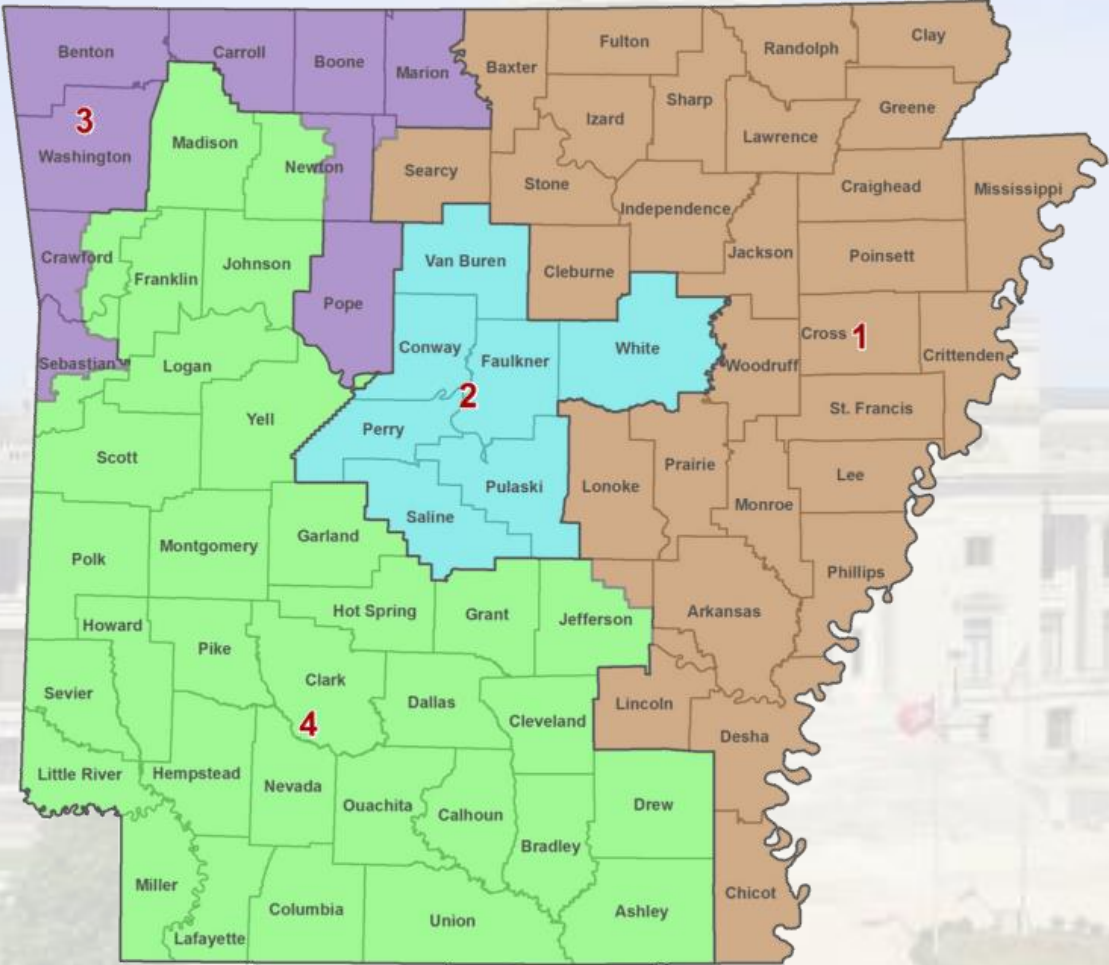 Benton
Carroll
Boone
Marion
Baxter
Fulton
Randolph
Clay
Sharp
Greene
Izard
Lawrence
3
Washington
Madison
Newton
Searcy
Stone
Independence
Craighead
Mississippi
Crawford
Franklin
Johnson
Van Buren
Cleburne
Jackson
Poinsett
Pope
Sebastian
Logan
Conway
Faulkner
White
Woodruff
Cross
1
Crittenden
2
St. Francis
Yell
Perry
Scott
Pulaski
Lonoke
Prairie
Lee
Monroe
Saline
Garland
Montgomery
Polk
Phillips
Hot Spring
Grant
Jefferson
Arkansas
Howard
Pike
Clark
Sevier
Dallas
Cleveland
Lincoln
Desha
4
Little River
Hempstead
Nevada
Ouachita
Calhoun
Drew
Bradley
Miller
Chicot
Columbia
Union
Ashley
Lafayette